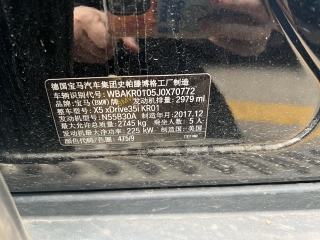 德国宝马汽车集团史帕滕博格工厂制造
车辆识别代号: WBAKR0105J0X70772
品牌: 宝马(BMW)牌 发动机排量: 2979 ml
整车型号: X5 xDrive35i KR01
发动机型号: N55B30A 制造年月: 2017.12
最大允许总质量: 2745 kg 乘坐人数: 5 人
发动机最大净功率: 225 kW 制造国: 美国
颜色代码/色圈: 475/9